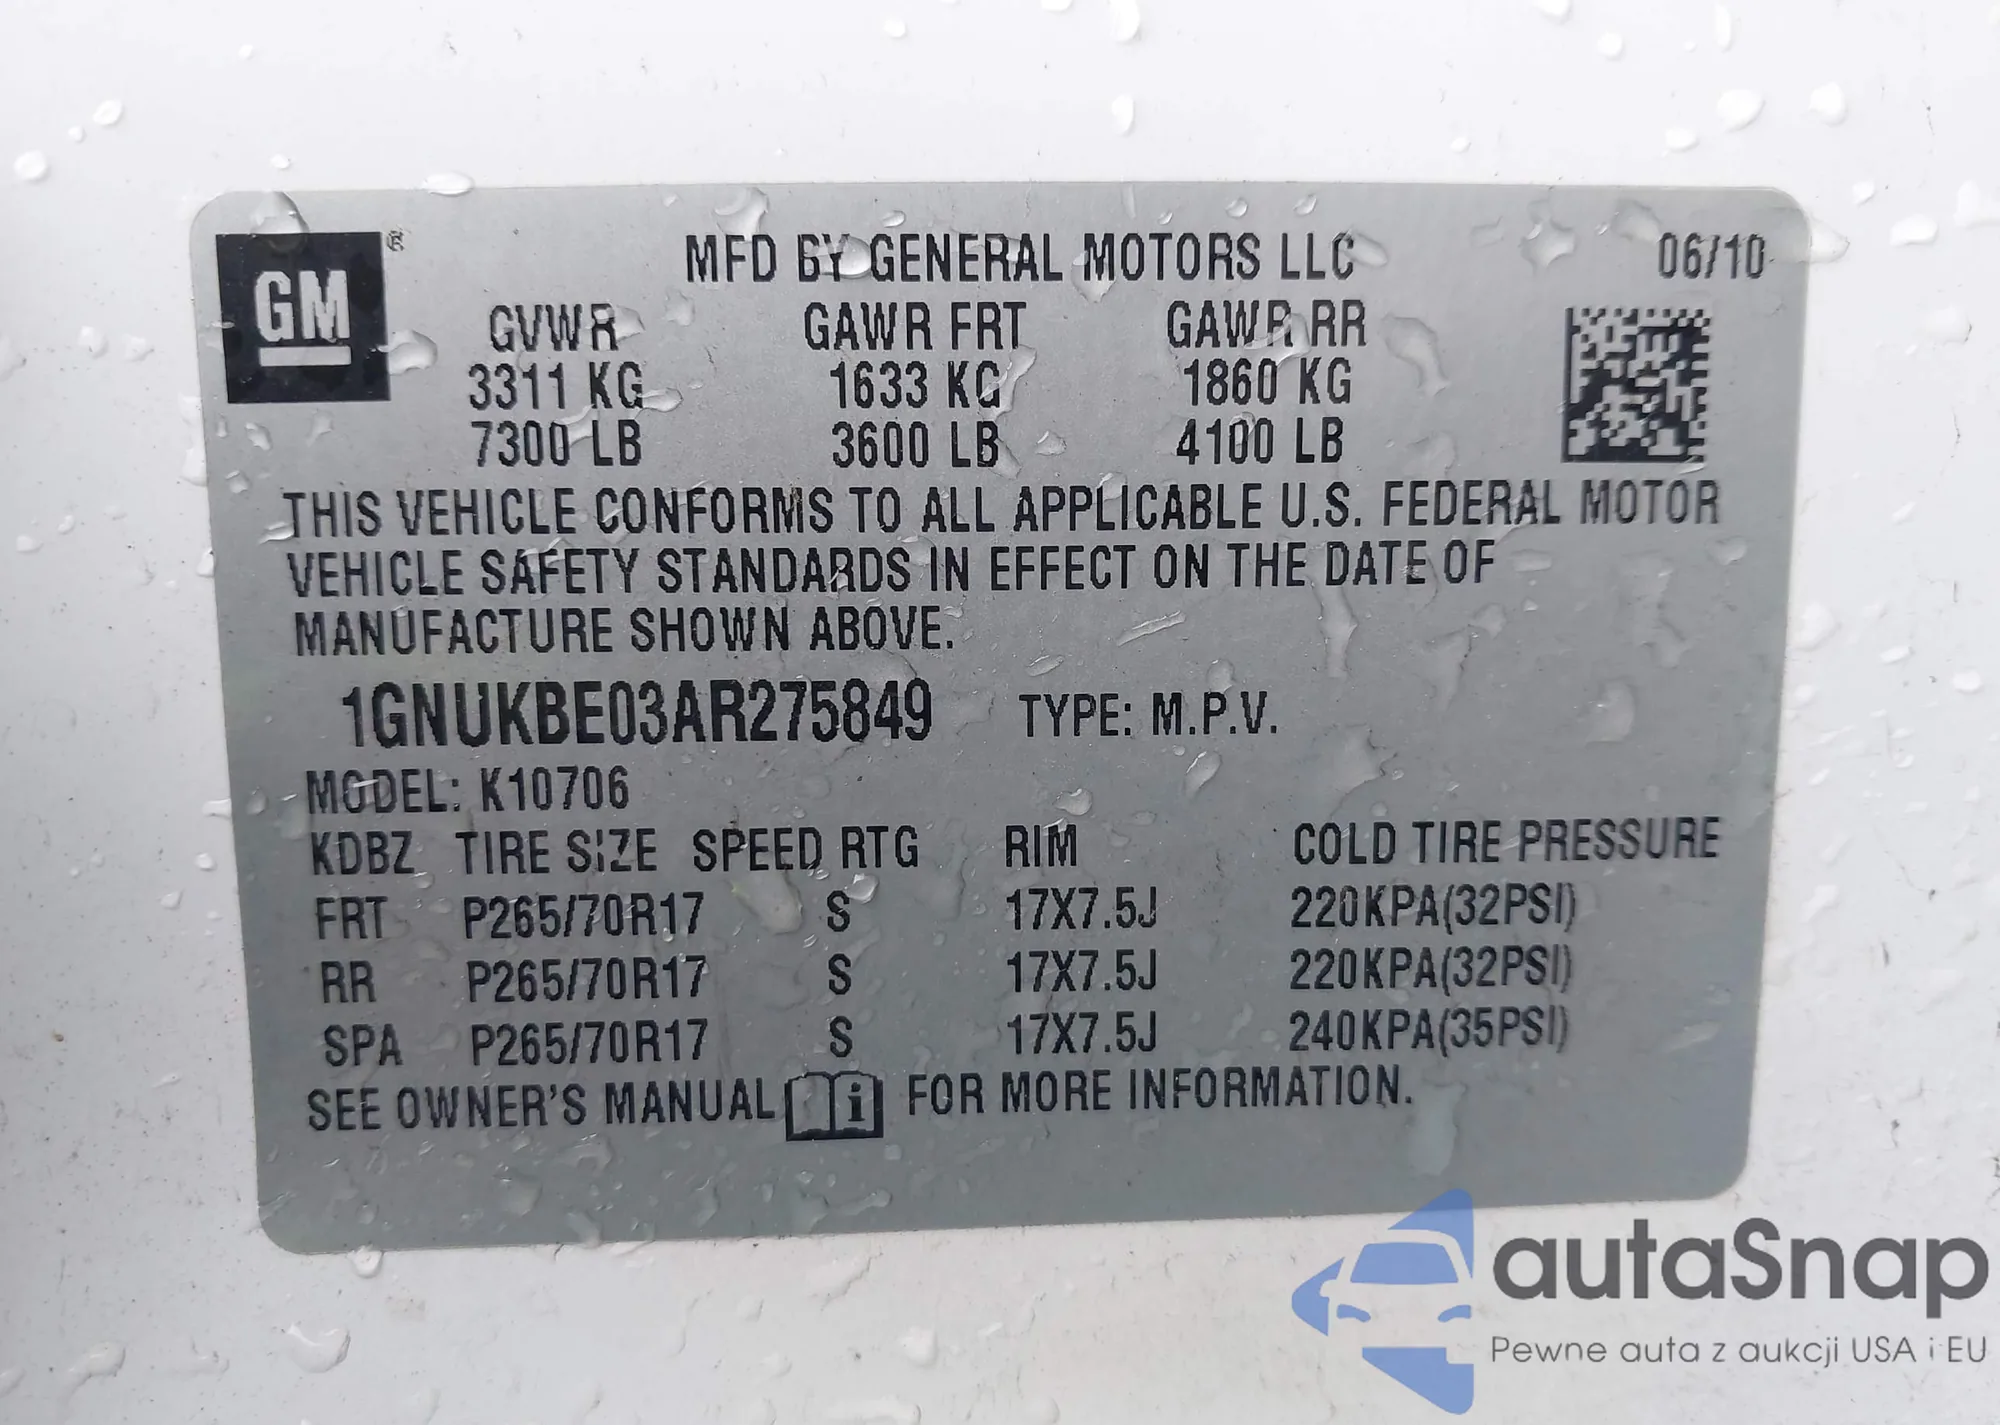 GM ®
MFD BY GENERAL MOTORS LLC 06/10
GVWR GAWR FRT GAWR RR
3311 KG 1633 KG 1860 KG
7300 LB 3600 LB 4100 LB
THIS VEHICLE CONFORMS TO ALL APPLICABLE U.S. FEDERAL MOTOR
VEHICLE SAFETY STANDARDS IN EFFECT ON THE DATE OF
MANUFACTURE SHOWN ABOVE.
1GNUKBE03AR275849 TYPE: M.P.V.
MODEL: K10706
KDBZ TIRE SIZE SPEED RTG RIM COLD TIRE PRESSURE
FRT P265/70R17 S 17X7.5J 220KPA(32PSI)
RR P265/70R17 S 17X7.5J 220KPA(32PSI)
SPA P265/70R17 S 17X7.5J 240KPA(35PSI)
SEE OWNER'S MANUAL i FOR MORE INFORMATION.
autaSnap
Pewne auta z aukcji USA i EU